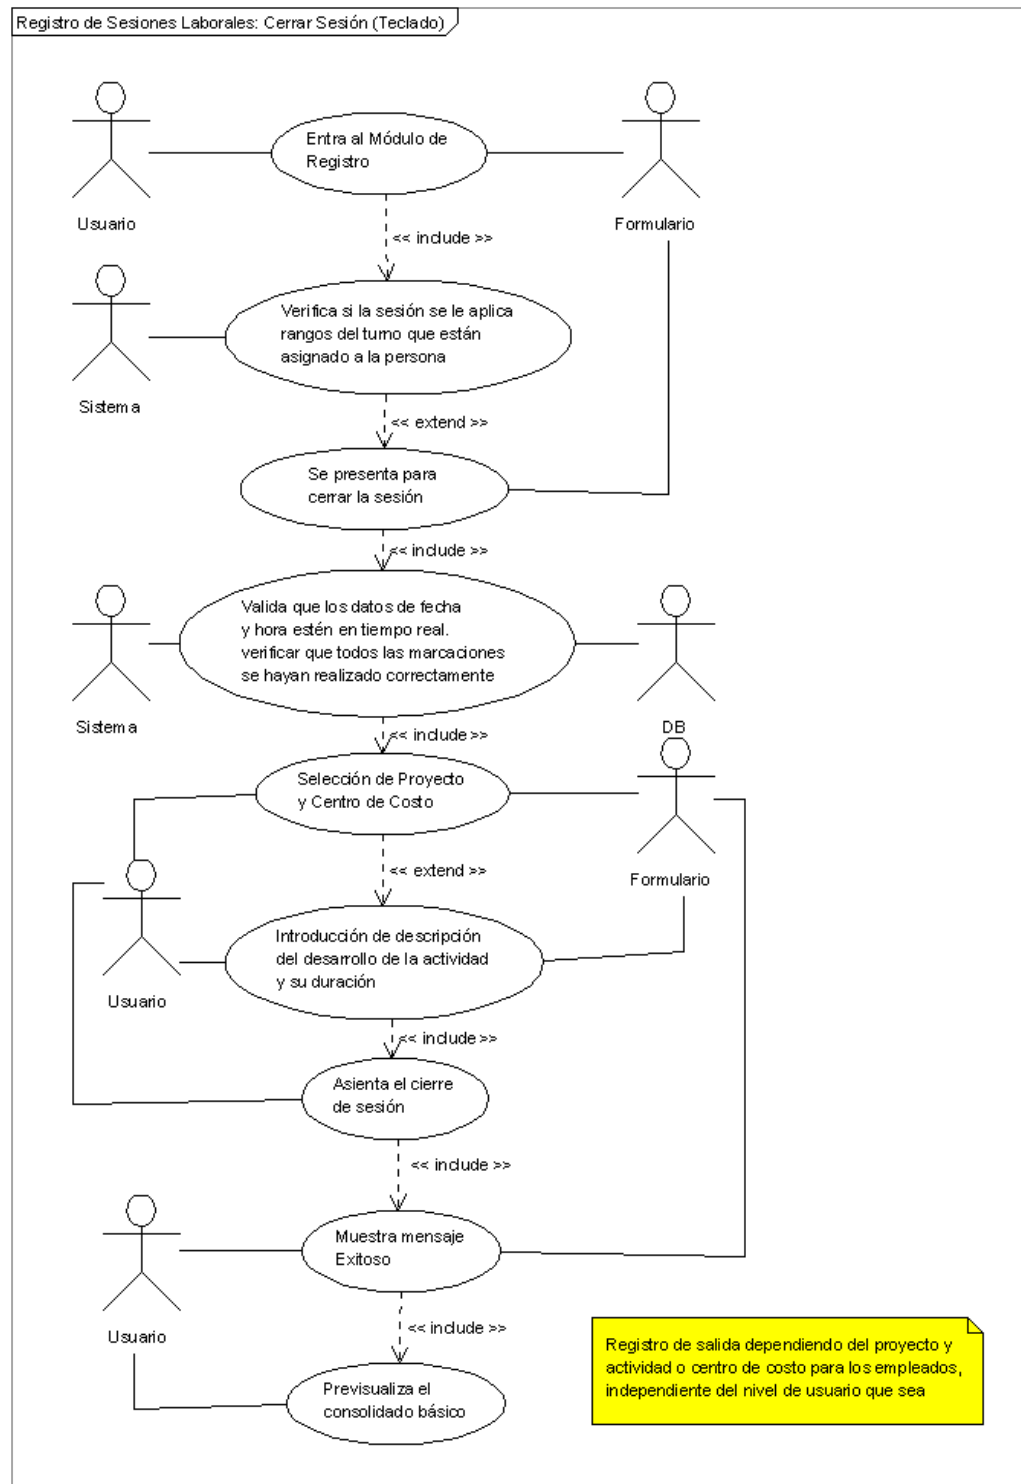 Registro de Sesiones Laborales: Cerrar Sesión (Teclado)
Entra al Módulo de
Registro
Usuario
Formulario
<< include >>
Verifica si la sesión se le aplica
rangos del turno que están
asignado a la persona
Sistema
<< extend >>
Se presenta para
cerrar la sesión
<< include >>
Valida que los datos de fecha
y hora estén en tiempo real.
verificar que todos las marcaciones
se hayan realizado correctamente
Sistema
DB
<< include >>
Selección de Proyecto
y Centro de Costo
<< extend >>
Formulario
Introducción de descripción
del desarrollo de la actividad
y su duración
Usuario
<< include >>
Asienta el cierre
de sesión
<< include >>
Muestra mensaje
Exitoso
Usuario
<< include >>
Previsualiza el
consolidado básico
Registro de salida dependiendo del proyecto y
actividad o centro de costo para los empleados,
independiente del nivel de usuario que sea